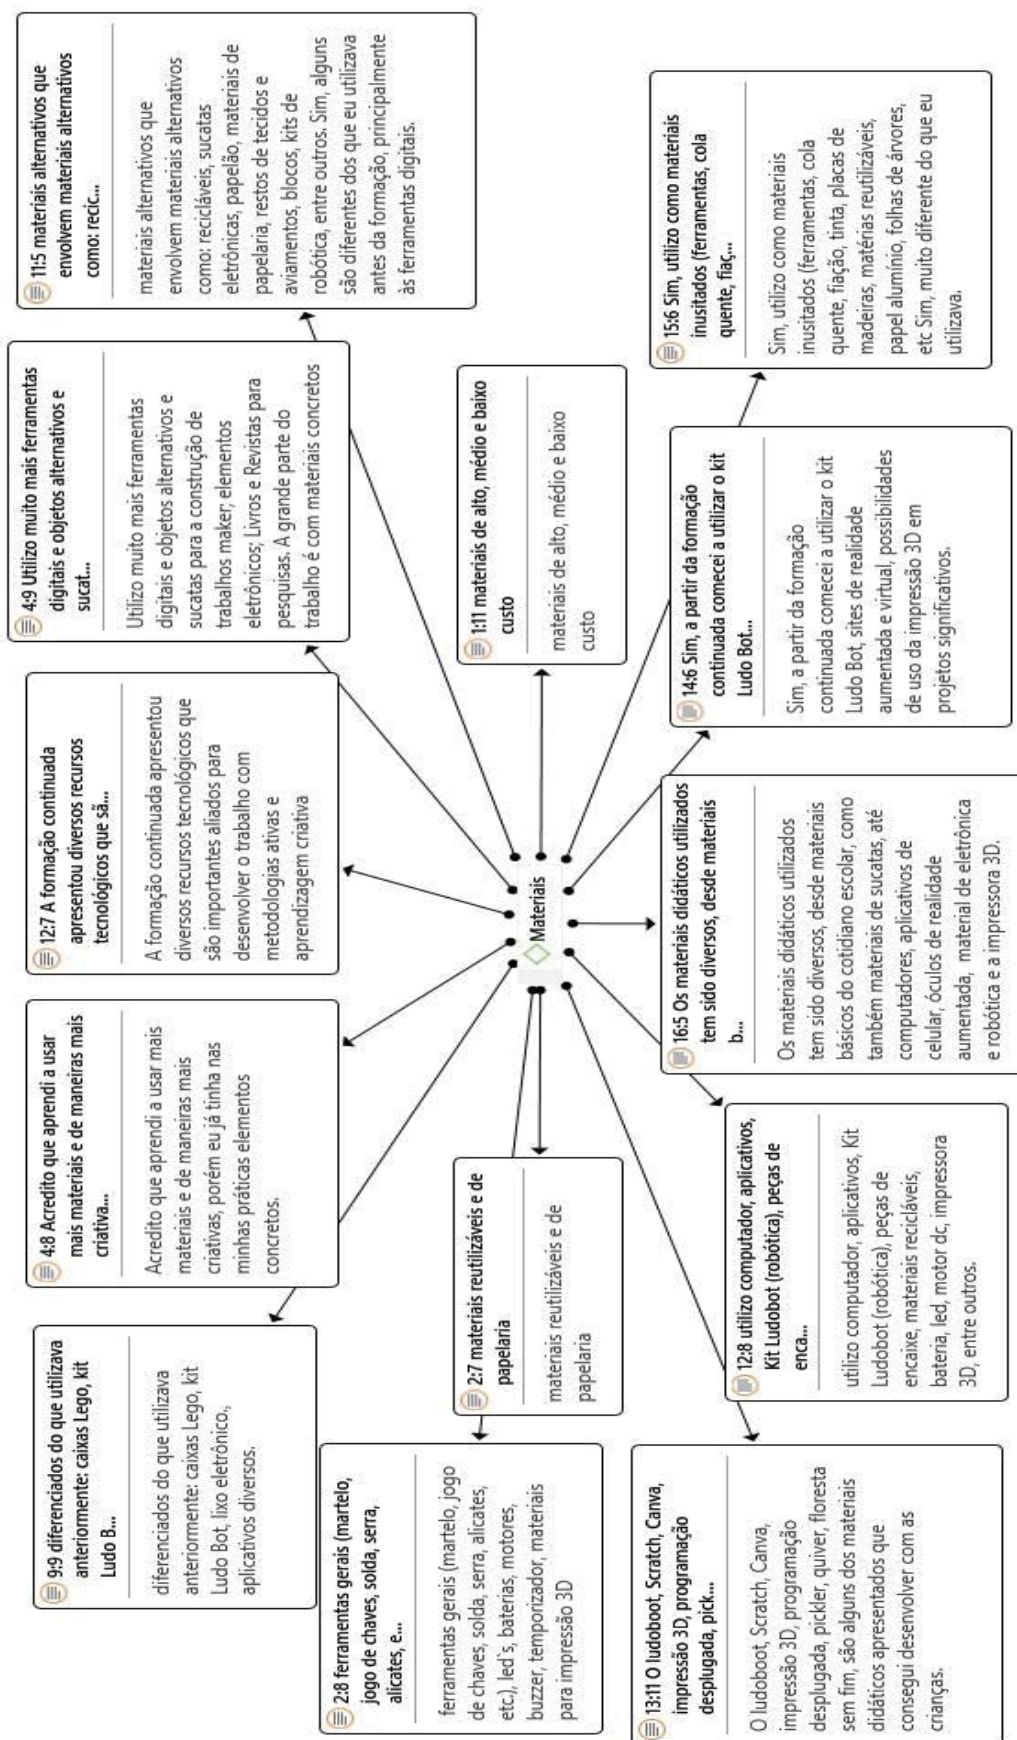 9:9 diferenciados do que utilizava
anteriormente: caixas Lego, kit
Ludo B...
diferenciados do que utilizava
anteriormente: caixas Lego, kit
Ludo Bot, lixo eletrônico.,
aplicativos diversos.
4:8 Acredito que aprendi a usar
mais materiais e de maneiras mais
criativa...
Acredito que aprendi a usar mais
materiais e de maneiras mais
criativas, porém eu já tinha nas
minhas práticas elementos
concretos.
12:7 A formação continuada
apresentou diversos recursos
tecnológicos que sã...
A formação continuada apresentou
diversos recursos tecnológicos que
são importantes aliados para
desenvolver o trabalho com
metodologias ativas e
aprendizagem criativa
4:9 Utilizo muito mais ferramentas
digitais e objetos alternativos e
sucat...
Utilizo muito mais ferramentas
digitais e objetos alternativos e
sucatas para a construção de
trabalhos maker; elementos
eletrônicos; Livros e Revistas para
pesquisas. A grande parte do
trabalho é com materiais concretos
11:5 materiais alternativos que
envolvem materiais alternativos
como: recic...
materiais alternativos que
envolvem materiais alternativos
como: recicláveis, sucatas
eletrônicas, papelão, materiais de
papelaria, restos de tecidos e
aviamentos, blocos, kits de
robótica, entre outros. Sim, alguns
são diferentes dos que eu utilizava
antes da formação, principalmente
às ferramentas digitais.
2:8 ferramentas gerais (martelo,
jogo de chaves, solda, serra,
alicates, e...
ferramentas gerais (martelo, jogo
de chaves, solda, serra, alicates,
etc,) led`s, baterias, motores,
buzzer, temporizador, materiais
para impressão 3D
2:7 materiais reutilizáveis e de
papelaria
materiais reutilizáveis e de
papelaria
Materiais
1:11 materiais de alto, médio e baixo
custo
materiais de alto, médio e baixo
custo
13:11 O ludoboot, Scratch, Canva,
impressão 3D, programação
desplugada, pick...
O ludoboot, Scratch, Canva,
impressão 3D, programação
desplugada, pickler, quiver, floresta
sem fim, são alguns dos materiais
didáticos apresentados que
consegui desenvolver com as
crianças.
12:8 utilizo computador, aplicativos,
Kit Ludobot (robótica), peças de
enca...
utilizo computador, aplicativos, Kit
Ludobot (robótica), peças de
encaixe, materiais recicláveis,
bateria, led, motor dc, impressora
3D, entre outros.
16:5 Os materiais didáticos utilizados
tem sido diversos, desde materiais
b...
Os materiais didáticos utilizados
tem sido diversos, desde materiais
básicos do cotidiano escolar, como
também materiais de sucatas, até
computadores, aplicativos de
celular, óculos de realidade
aumentada, material de eletrônica
e robótica e a impressora 3D.
14:6 Sim, a partir da formação
continuada comecei a utilizar o kit
Ludo Bot...
Sim, a partir da formação
continuada comecei a utilizar o kit
Ludo Bot, sites de realidade
aumentada e virtual, possibilidades
de uso da impressão 3D em
projetos significativos.
15:6 Sim, utilizo como materiais
inusitados (ferramentas, cola
quente, fiaç...
Sim, utilizo como materiais
inusitados (ferramentas, cola
quente, fiação, tinta, placas de
madeiras, matérias reutilizáveis,
papel alumínio, folhas de árvores,
etc Sim, muito diferente do que eu
utilizava.